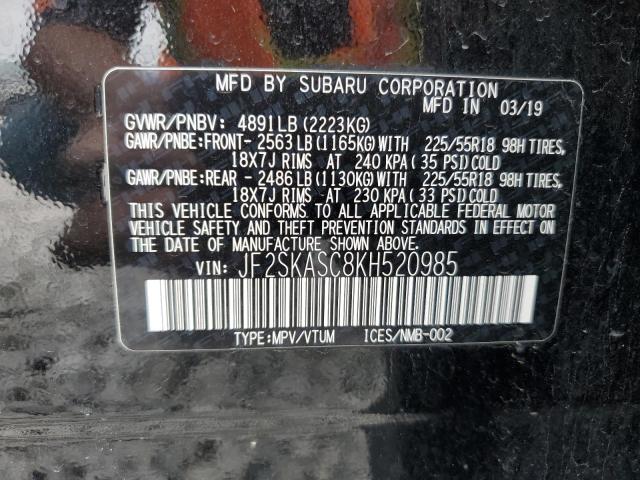 MFD BY SUBARU CORPORATION
MFD IN 03/19
GVWR/PNBV: 4891LB(2223KG)
GAWR/PNBE:FRONT- 2563LB(1165KG)WITH 225/55R18 98H TIRES,
18X7J RIMS AT 240 KPA(35 PSI)COLD
GAWR/PNBE:REAR - 2486LB(1130KG)WITH 225/55R18 98H TIRES,
18X7J RIMS AT 230 KPA(33 PSI)COLD
THIS VEHICLE CONFORMS TO ALL APPLICABLE FEDERAL MOTOR
VEHICLE SAFETY AND THEFT PREVENTION STANDARDS IN EFFECT
ON THE DATE OF MANUFACTURE SHOWN ABOVE.
VIN: JF2SKASC8KH520985
TYPE:MPV/VTUM ICES/NMB-002